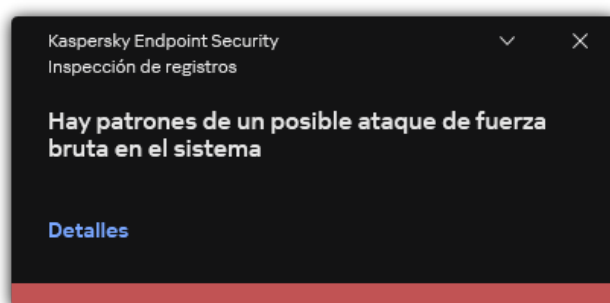 Kaspersky Endpoint Security
Inspección de registros
Hay patrones de un posible ataque de fuerza
bruta en el sistema
Detalles